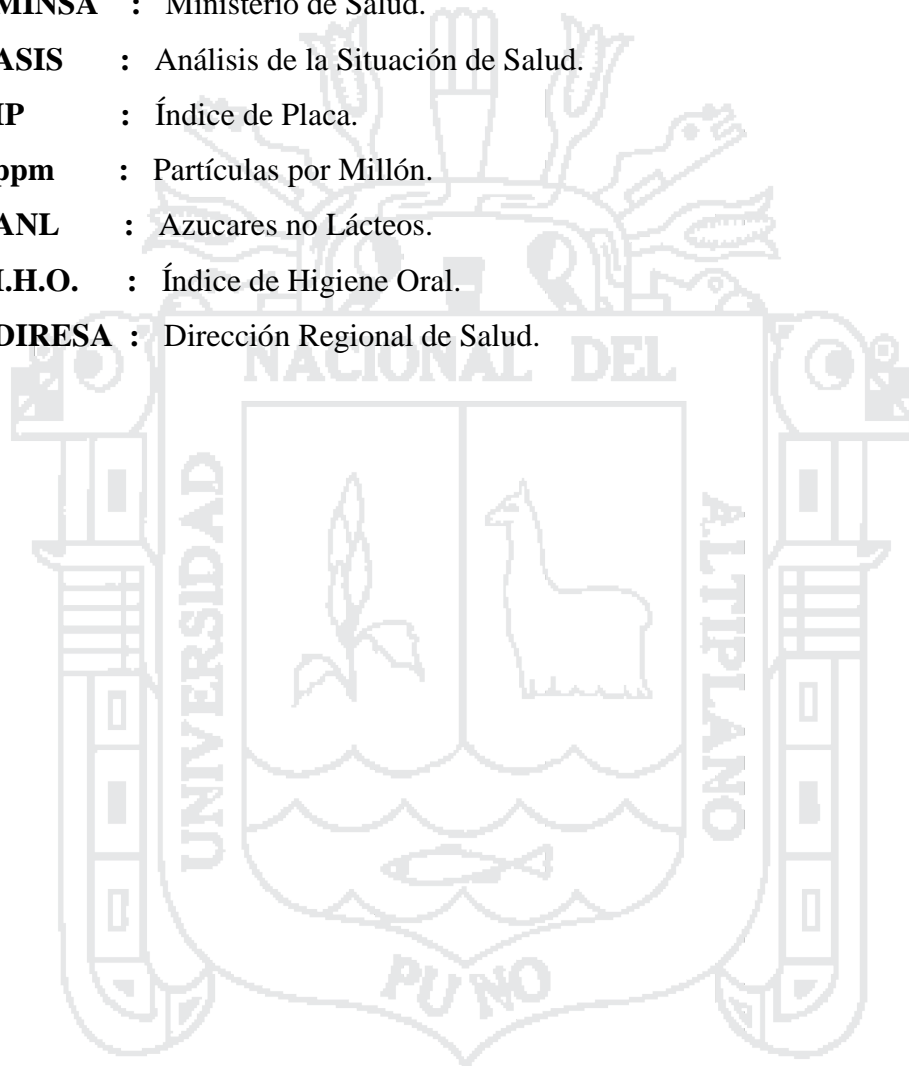 MINSA : Ministerio de Salud.
ASIS : Análisis de la Situación de Salud.
IP : Índice de Placa.
ppm : Partículas por Millón.
ANL : Azucares no Lácteos.
I.H.O. : Índice de Higiene Oral.
DIRESA : Dirección Regional de Salud.
NACIONAL DEL
UNIVERSIDAD
ALTIPLANO
PUNO